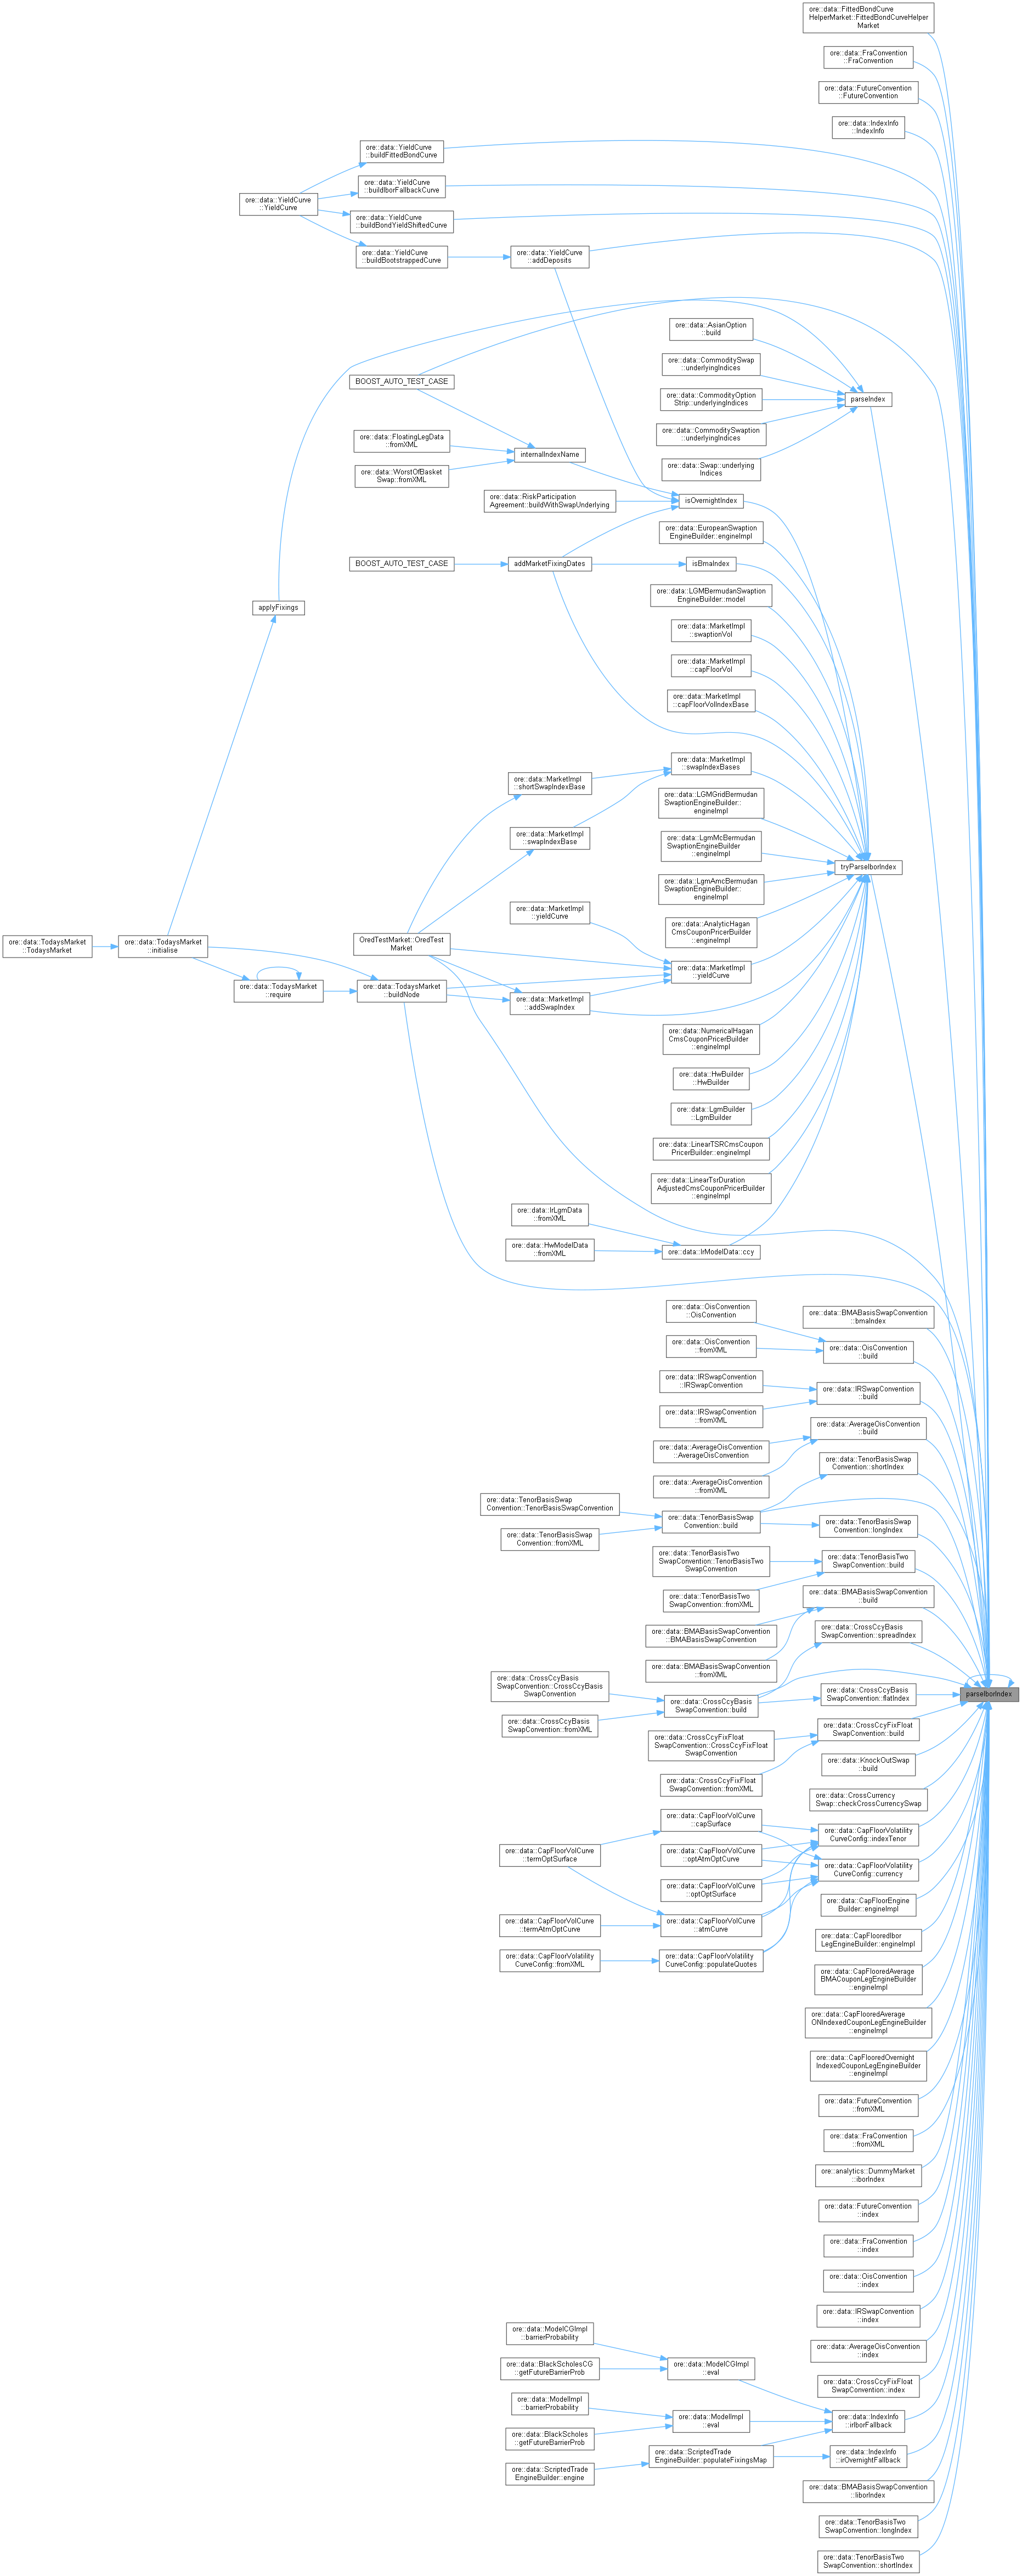 ore::data::FittedBondCurve
HelperMarket::FittedBondCurveHelper
Market
ore::data::FraConvention
::FraConvention
ore::data::FutureConvention
::FutureConvention
ore::data::IndexInfo
::IndexInfo
ore::data::YieldCurve
::buildFittedBondCurve
ore::data::YieldCurve
::buildIborFallbackCurve
ore::data::YieldCurve
::YieldCurve
ore::data::YieldCurve
::buildBondYieldShiftedCurve
ore::data::YieldCurve
::buildBootstrappedCurve
ore::data::YieldCurve
::addDeposits
ore::data::AsianOption
::build
ore::data::CommoditySwap
::underlyingIndices
BOOST_AUTO_TEST_CASE
ore::data::CommodityOption
Strip::underlyingIndices
parseIndex
ore::data::CommoditySwaption
::underlyingIndices
ore::data::FloatingLegData
::fromXML
internalIndexName
ore::data::Swap::underlying
Indices
ore::data::WorstOfBasket
Swap::fromXML
ore::data::RiskParticipation
Agreement::buildWithSwapUnderlying
isOvernightIndex
ore::data::EuropeanSwaption
EngineBuilder::engineImpl
BOOST_AUTO_TEST_CASE
addMarketFixingDates
isBmaIndex
ore::data::LGMBermudanSwaption
EngineBuilder::model
applyFixings
ore::data::MarketImpl
::swaptionVol
ore::data::MarketImpl
::capFloorVol
ore::data::MarketImpl
::capFloorVolIndexBase
ore::data::MarketImpl
::swapIndexBases
ore::data::MarketImpl
::shortSwapIndexBase
ore::data::LGMGridBermudan
SwaptionEngineBuilder::
engineImpl
ore::data::MarketImpl
::swapIndexBase
ore::data::LgmMcBermudan
SwaptionEngineBuilder
::engineImpl
tryParseIborIndex
ore::data::LgmAmcBermudan
SwaptionEngineBuilder::
engineImpl
ore::data::MarketImpl
::yieldCurve
ore::data::AnalyticHagan
CmsCouponPricerBuilder
::engineImpl
ore::data::TodaysMarket
::TodaysMarket
ore::data::TodaysMarket
::initialise
OredTestMarket::OredTest
Market
ore::data::MarketImpl
::yieldCurve
ore::data::TodaysMarket
::require
ore::data::TodaysMarket
::buildNode
ore::data::MarketImpl
::addSwapIndex
ore::data::NumericalHagan
CmsCouponPricerBuilder
::engineImpl
ore::data::HwBuilder
::HwBuilder
ore::data::LgmBuilder
::LgmBuilder
ore::data::LinearTSRCmsCoupon
PricerBuilder::engineImpl
ore::data::LinearTsrDuration
AdjustedCmsCouponPricerBuilder
::engineImpl
ore::data::IrLgmData
::fromXML
ore::data::HwModelData
::fromXML
ore::data::IrModelData::ccy
ore::data::OisConvention
::OisConvention
ore::data::BMABasisSwapConvention
::bmaIndex
ore::data::OisConvention
::fromXML
ore::data::OisConvention
::build
ore::data::IRSwapConvention
::IRSwapConvention
ore::data::IRSwapConvention
::build
ore::data::IRSwapConvention
::fromXML
ore::data::AverageOisConvention
::build
ore::data::AverageOisConvention
::AverageOisConvention
ore::data::TenorBasisSwap
Convention::shortIndex
ore::data::AverageOisConvention
::fromXML
ore::data::TenorBasisSwap
Convention::TenorBasisSwapConvention
ore::data::TenorBasisSwap
Convention::build
ore::data::TenorBasisSwap
Convention::longIndex
ore::data::TenorBasisSwap
Convention::fromXML
ore::data::TenorBasisTwo
SwapConvention::TenorBasisTwo
SwapConvention
ore::data::TenorBasisTwo
SwapConvention::build
ore::data::TenorBasisTwo
SwapConvention::fromXML
ore::data::BMABasisSwapConvention
::build
ore::data::BMABasisSwapConvention
::BMABasisSwapConvention
ore::data::CrossCcyBasis
SwapConvention::spreadIndex
ore::data::BMABasisSwapConvention
::fromXML
ore::data::CrossCcyBasis
SwapConvention::CrossCcyBasis
SwapConvention
ore::data::CrossCcyBasis
SwapConvention::build
ore::data::CrossCcyBasis
SwapConvention::flatIndex
parseIborIndex
ore::data::CrossCcyBasis
SwapConvention::fromXML
ore::data::CrossCcyFixFloat
SwapConvention::CrossCcyFixFloat
SwapConvention
ore::data::CrossCcyFixFloat
SwapConvention::build
ore::data::KnockOutSwap
::build
ore::data::CrossCcyFixFloat
SwapConvention::fromXML
ore::data::CrossCurrency
Swap::checkCrossCurrencySwap
ore::data::CapFloorVolCurve
::capSurface
ore::data::CapFloorVolatility
CurveConfig::indexTenor
ore::data::CapFloorVolCurve
::termOptSurface
ore::data::CapFloorVolCurve
::optAtmOptCurve
ore::data::CapFloorVolatility
CurveConfig::currency
ore::data::CapFloorVolCurve
::optOptSurface
ore::data::CapFloorEngine
Builder::engineImpl
ore::data::CapFloorVolCurve
::termAtmOptCurve
ore::data::CapFloorVolCurve
::atmCurve
ore::data::CapFlooredIbor
LegEngineBuilder::engineImpl
ore::data::CapFloorVolatility
CurveConfig::fromXML
ore::data::CapFloorVolatility
CurveConfig::populateQuotes
ore::data::CapFlooredAverage
BMACouponLegEngineBuilder
::engineImpl
ore::data::CapFlooredAverage
ONIndexedCouponLegEngineBuilder
::engineImpl
ore::data::CapFlooredOvernight
IndexedCouponLegEngineBuilder
::engineImpl
ore::data::FutureConvention
::fromXML
ore::data::FraConvention
::fromXML
ore::analytics::DummyMarket
::iborIndex
ore::data::FutureConvention
::index
ore::data::FraConvention
::index
ore::data::OisConvention
::index
ore::data::IRSwapConvention
::index
ore::data::AverageOisConvention
::index
ore::data::ModelCGImpl
::barrierProbability
ore::data::BlackScholesCG
::getFutureBarrierProb
ore::data::ModelCGImpl
::eval
ore::data::CrossCcyFixFloat
SwapConvention::index
ore::data::ModelImpl
::barrierProbability
ore::data::ModelImpl
::eval
ore::data::IndexInfo
::irIborFallback
ore::data::BlackScholes
::getFutureBarrierProb
ore::data::ScriptedTrade
EngineBuilder::populateFixingsMap
ore::data::IndexInfo
::irOvernightFallback
ore::data::ScriptedTrade
EngineBuilder::engine
ore::data::BMABasisSwapConvention
::liborIndex
ore::data::TenorBasisTwo
SwapConvention::longIndex
ore::data::TenorBasisTwo
SwapConvention::shortIndex